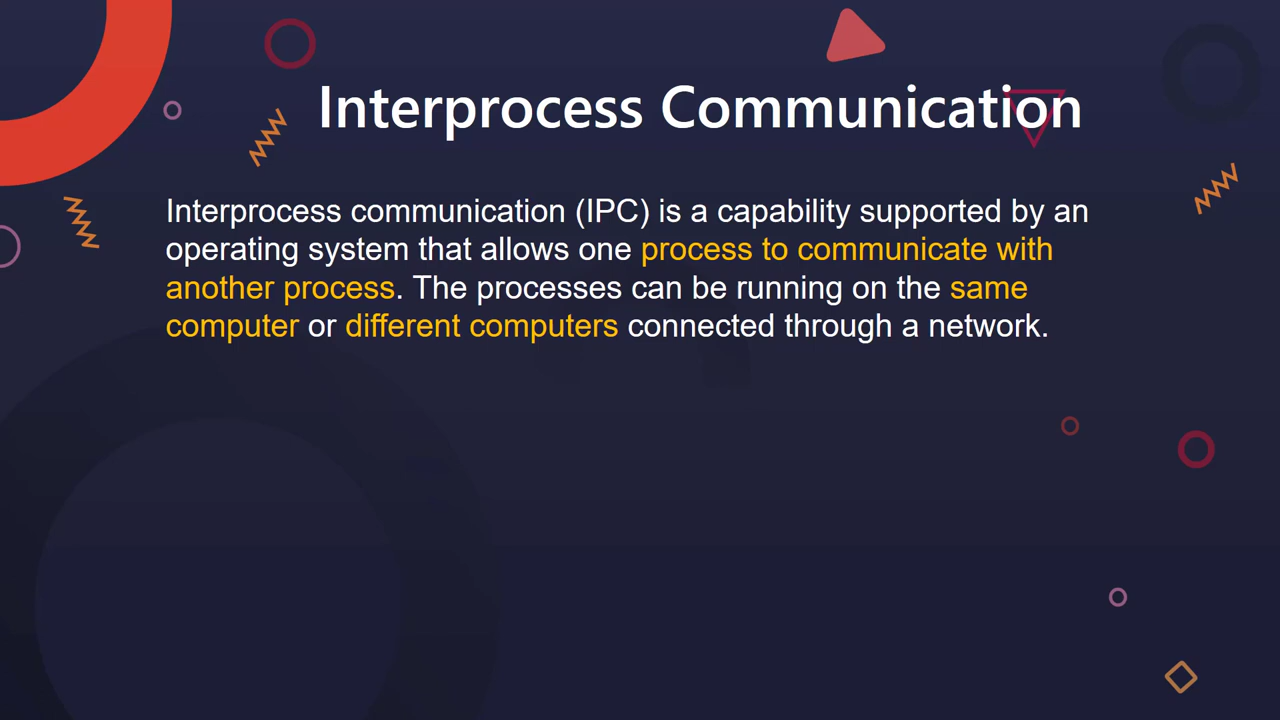 Interprocess Communication
Interprocess communication (IPC) is a capability supported by an
operating system that allows one process to communicate with
another process. The processes can be running on the same
computer or different computers connected through a network.